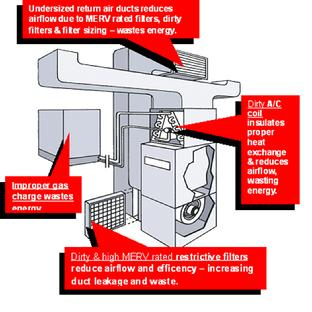 Undersized return air ducts reduces
airflow due to MERV rated filters, dirty
filters & filter sizing – wastes energy.
Dirty A/C
coil
insulates
proper
heat
exchange
& reduces
airflow,
wasting
energy.
Improper gas
charge wastes
energy
Dirty & high MERV rated restrictive filters
reduce airflow and efficency – increasing
duct leakage and waste.